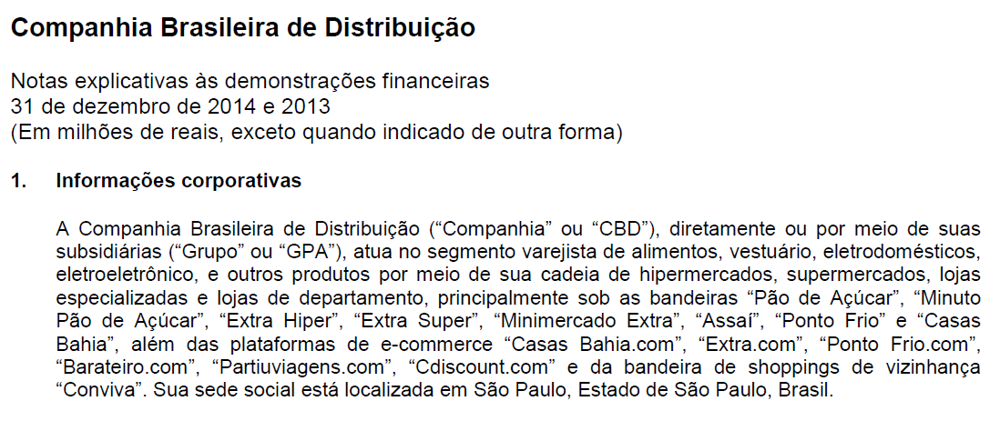 Companhia Brasileira de Distribuição
Notas explicativas às demonstrações financeiras
31 de dezembro de 2014 e 2013
(Em milhões de reais, exceto quando indicado de outra forma)
1. Informações corporativas
A Companhia Brasileira de Distribuição (“Companhia” ou “CBD”), diretamente ou por meio de suas
subsidiárias (“Grupo” ou “GPA”), atua no segmento varejista de alimentos, vestuário, eletrodomésticos,
eletroeletrônico, e outros produtos por meio de sua cadeia de hipermercados, supermercados, lojas
especializadas e lojas de departamento, principalmente sob as bandeiras “Pão de Açúcar”, “Minuto
Pão de Açúcar”, “Extra Hiper”, “Extra Super”, “Minimercado Extra”, “Assaí”, “Ponto Frio” e “Casas
Bahia”, além das plataformas de e-commerce “Casas Bahia.com”, “Extra.com”, “Ponto Frio.com”,
“Barateiro.com”, “Partiuviagens.com”, “Cdiscount.com” e da bandeira de shoppings de vizinhança
“Conviva”. Sua sede social está localizada em São Paulo, Estado de São Paulo, Brasil.